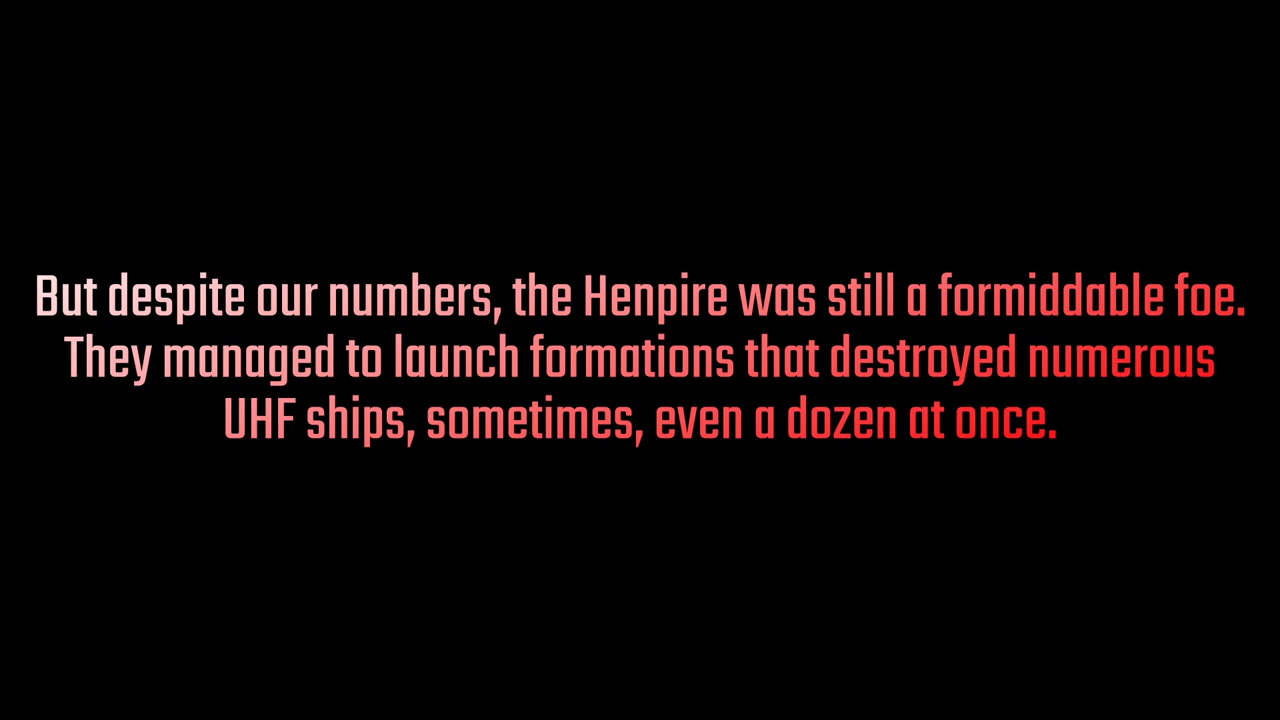 But despite our numbers, the Henpire was still a formiddable foe.
They managed to launch formations that destroyed numerous
UHF ships, sometimes, even a dozen at once.